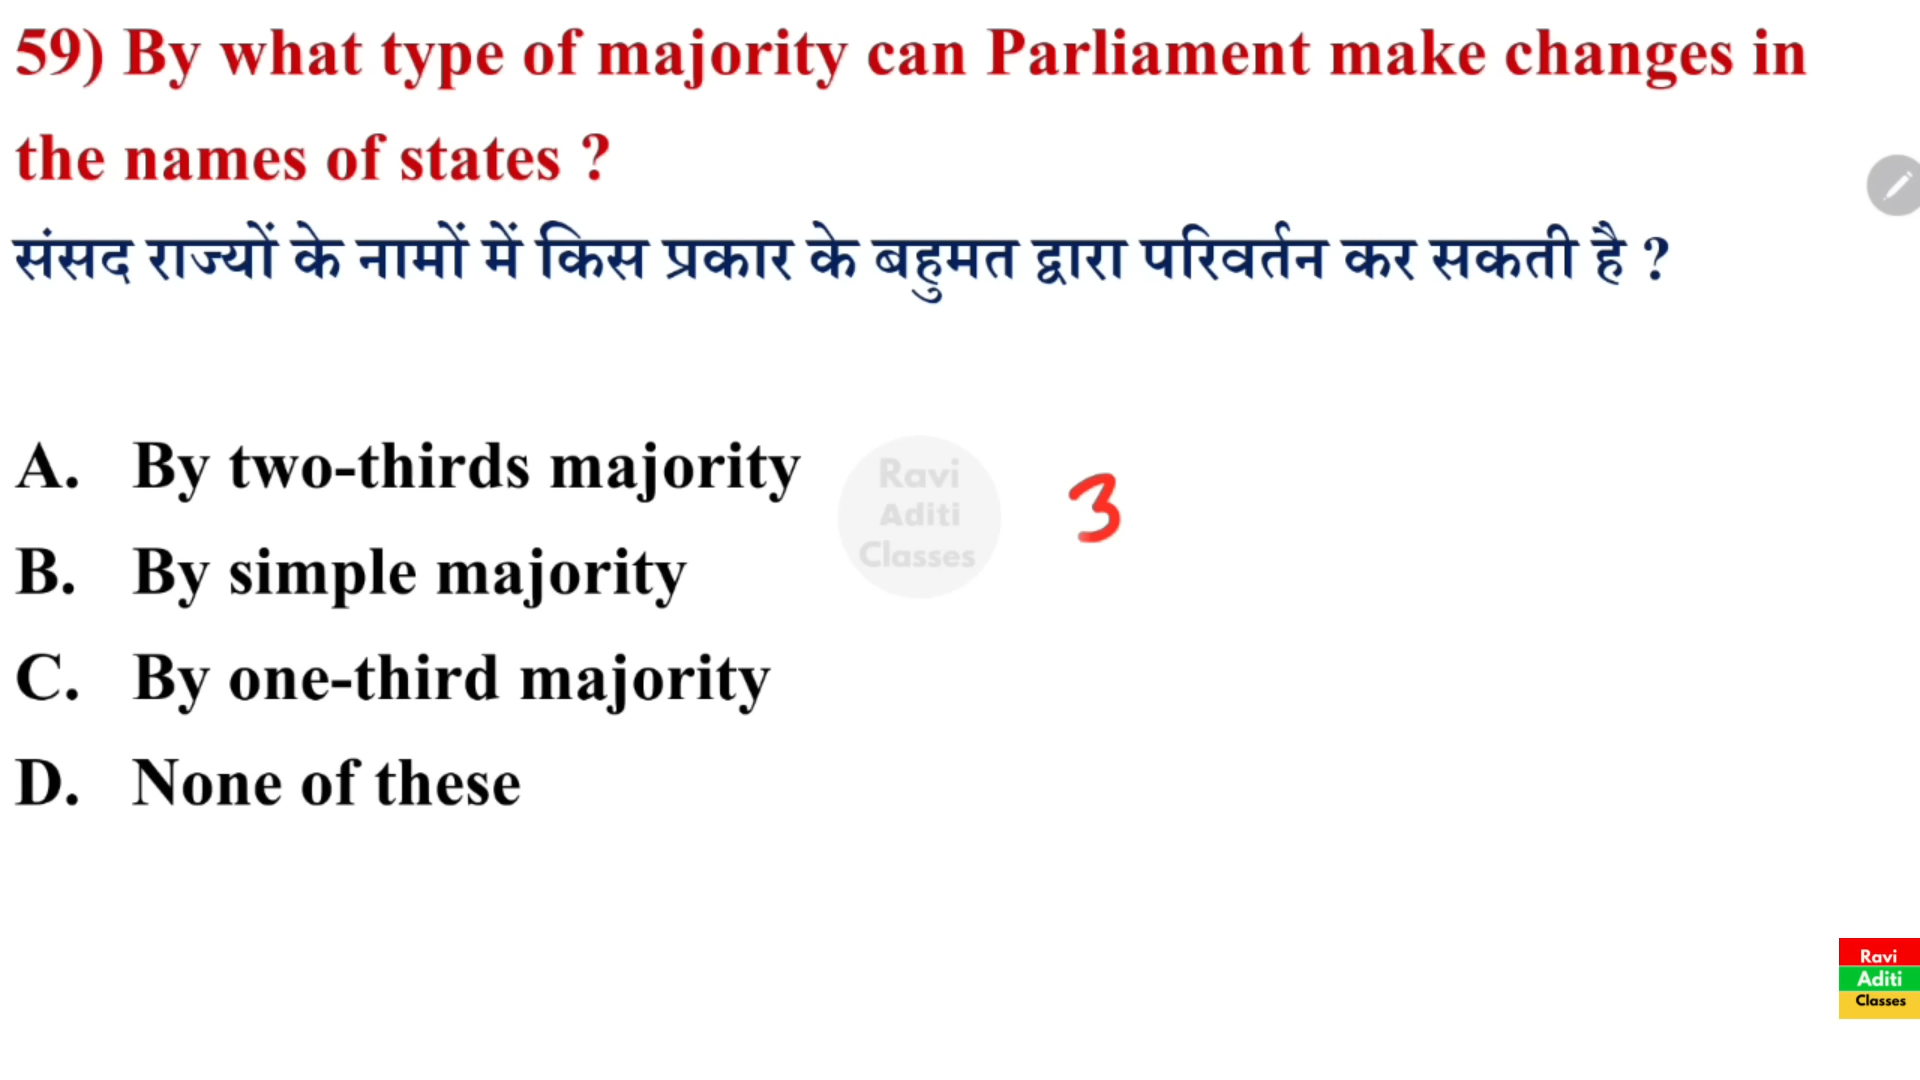 59) By what type of majority can Parliament make changes in
the names of states ?
संसद राज्यों के नामों में किस प्रकार के बहुमत द्वारा परिवर्तन कर सकती है ?
A. By two-thirds majority
B. By simple majority
C. By one-third majority
D. None of these
Ravi
Aditi
Classes
3
Ravi
Aditi
Classes